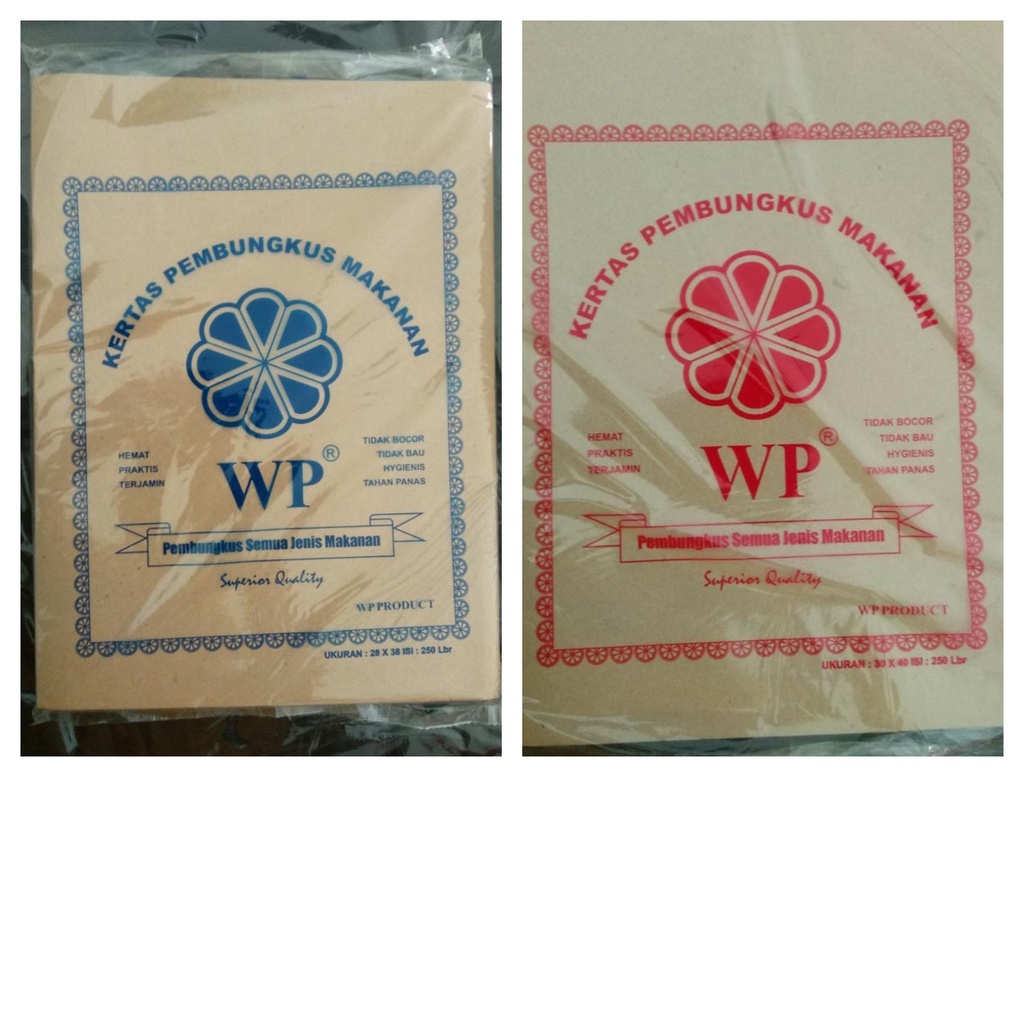 KERTAS PEMBUNGKUS MAKANAN
HEMAT
PRAKTIS
TERJAMIN
WP®
TIDAK BOCOR
TIDAK BAU
HYGIENIS
TAHAN PANAS
Pembungkus Semua Jenis Makanan
Superior Quality
WP PRODUCT
UKURAN : 28 X 38 ISI : 250 Lbr
KERTAS PEMBUNGKUS MAKANAN
HEMAT
PRAKTIS
TERJAMIN
WP®
TIDAK BOCOR
TIDAK BAU
HYGIENIS
TAHAN PANAS
Pembungkus Semua Jenis Makanan
Superior Quality
WP PRODUCT
UKURAN : 30 X 40 ISI : 250 Lbr